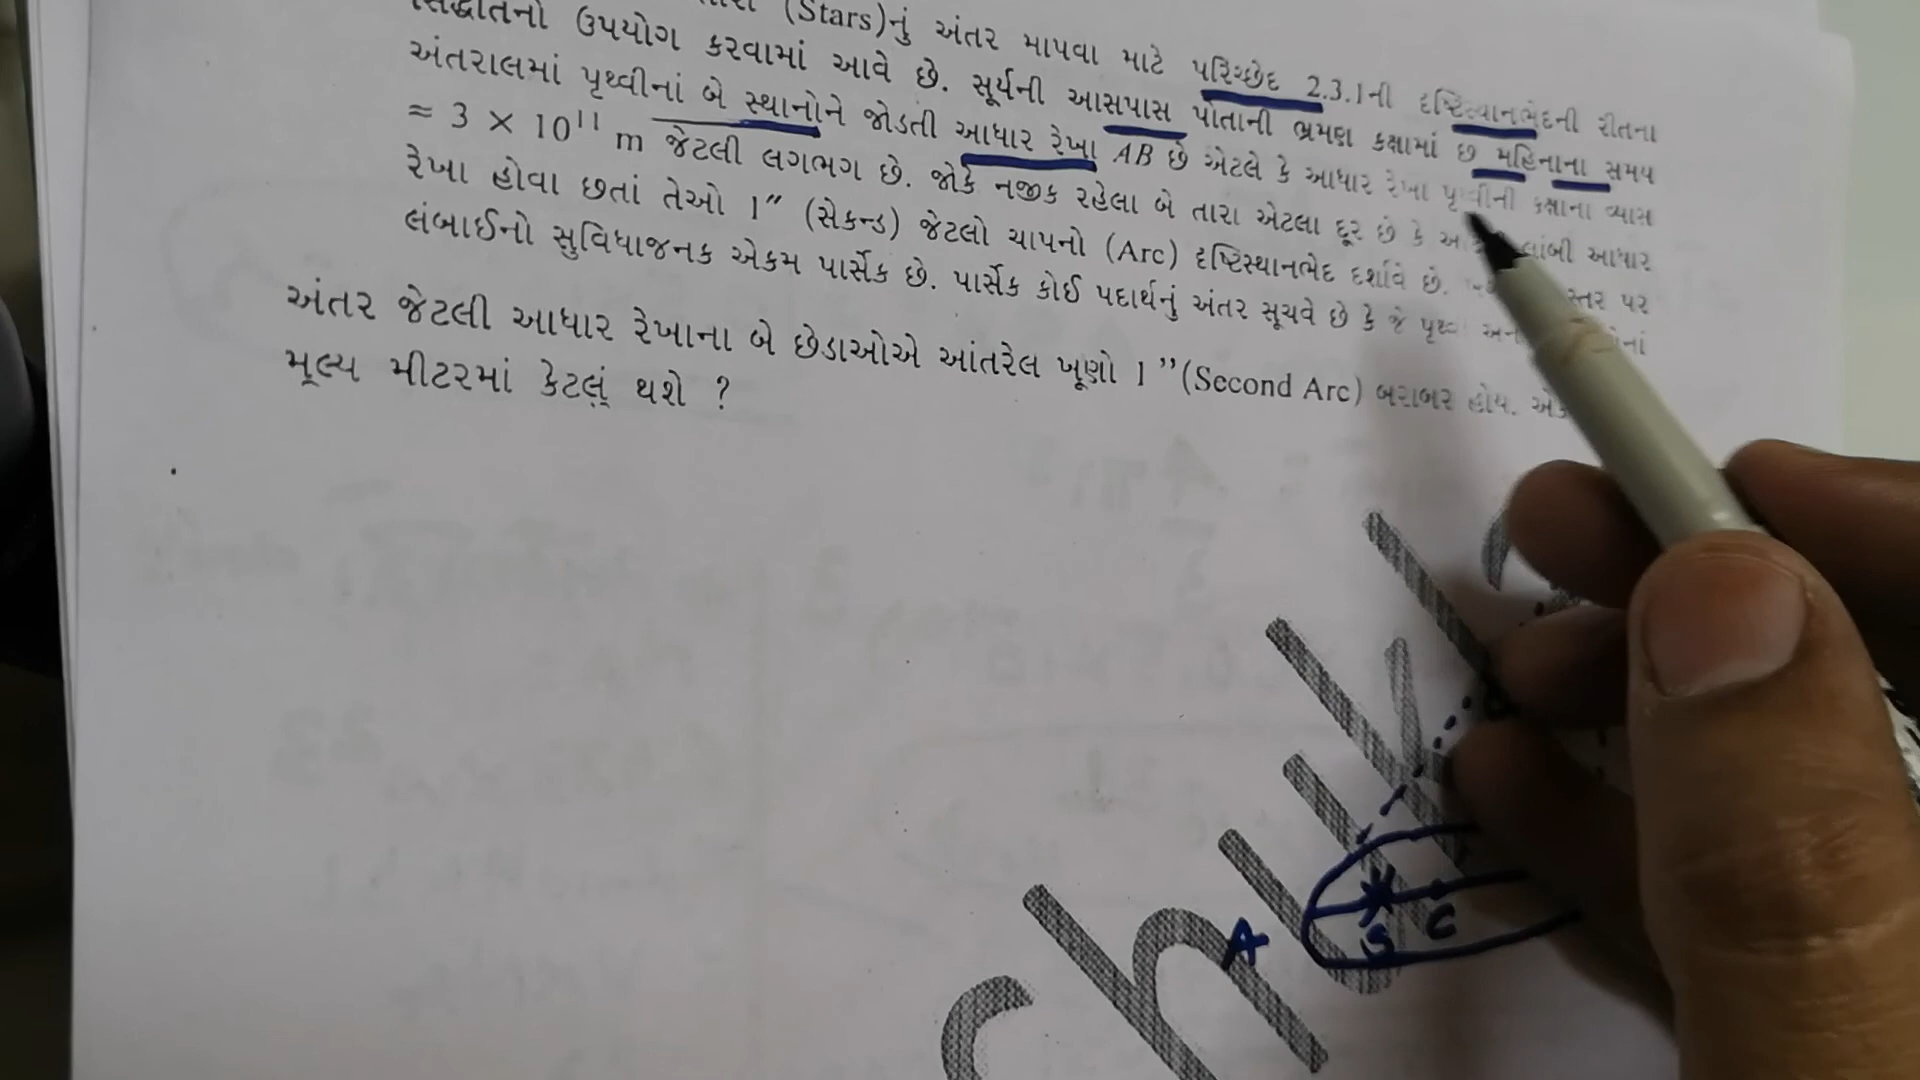 (Stars)નું અંતર માપવા માટે પરિચ્છેદ 2.3.1ની દૃષ્ટિસ્થાનભેદની રીતના
સિદ્ધાંતનો ઉપયોગ કરવામાં આવે છે. સૂર્યની આસપાસ પોતાની ભ્રમણ કક્ષામાં છ મહિનાના સમય
અંતરાલમાં પૃથ્વીનાં બે સ્થાનોને જોડતી આધાર રેખા AB છે એટલે કે આધાર રેખા પૃથ્વીની કક્ષાના વ્યાસ
≈ 3 × 10¹¹ m જેટલી લગભગ છે. જોકે નજીક રહેલા બે તારા એટલા દૂર છે કે લાંબી આધાર
રેખા હોવા છતાં તેઓ 1″ (સેકન્ડ) જેટલો ચાપનો (Arc) દૃષ્ટિસ્થાનભેદ દર્શાવે છે. પર
લંબાઈનો સુવિધાજનક એકમ પાર્સેક છે. પાર્સેક કોઈ પદાર્થનું અંતર સૂચવે છે કે જે
અંતર જેટલી આધાર રેખાના બે છેડાઓએ આંતરેલ ખૂણો 1 ”(Second Arc) બરાબર હોય.
મૂલ્ય મીટરમાં કેટલું થશે ?
A
S
C